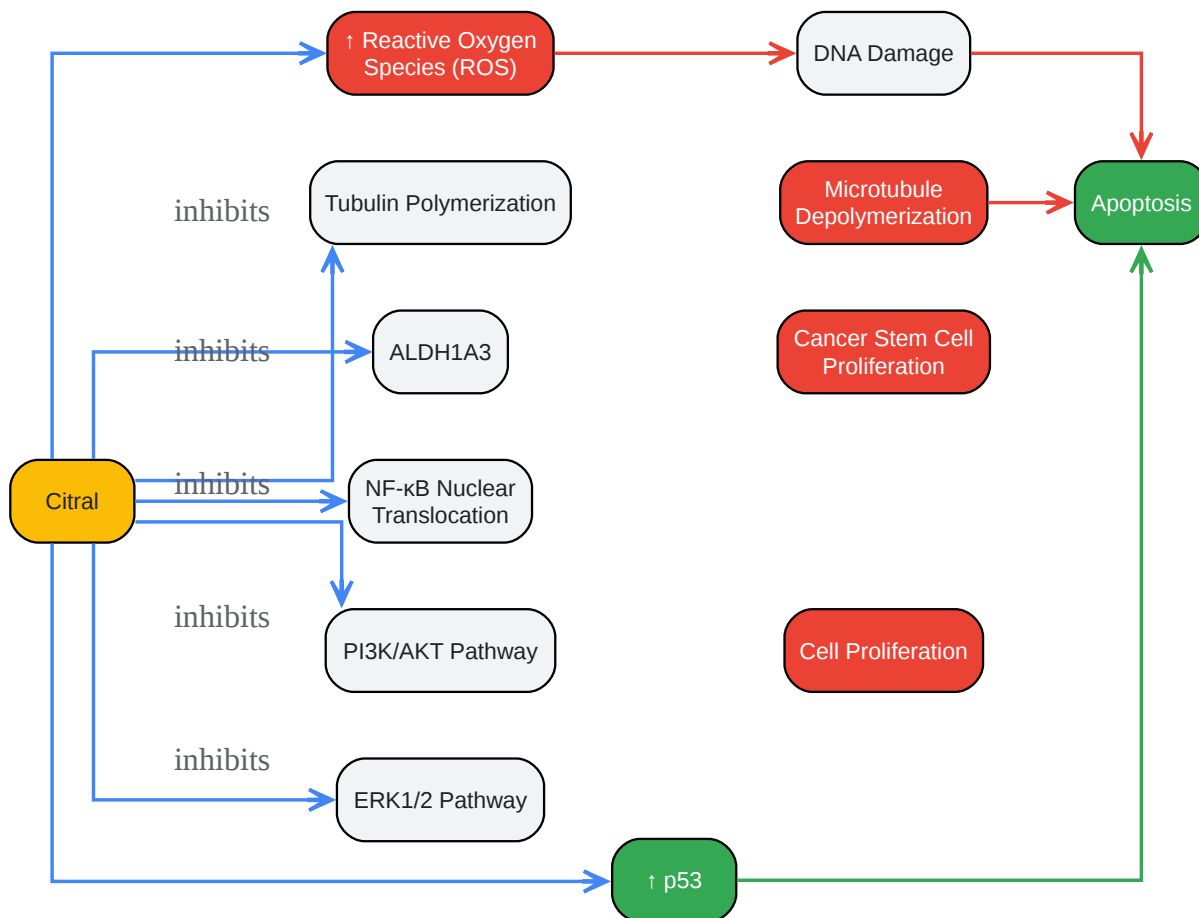 ↑ Reactive Oxygen
Species (ROS)
DNA Damage
inhibits
Tubulin Polymerization
Microtubule
Depolymerization
Apoptosis
inhibits
ALDH1A3
Cancer Stem Cell
Proliferation
Citral
inhibits
NF-κB Nuclear
Translocation
inhibits
PI3K/AKT Pathway
Cell Proliferation
inhibits
ERK1/2 Pathway
↑ p53